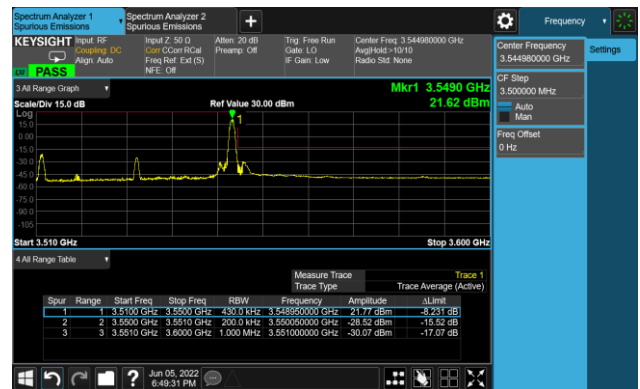 Spectrum Analyzer 1
Spurious Emissions
Spectrum Analyzer 2
Spurious Emissions
Frequency
KEYSIGHT
Input: RF
Coupling: DC
Align: Auto
Input Z: 50 Ω
Corr CCorr RCal
Freq Ref: Ext (S)
NFE: Off
Atten: 20 dB
Preamp: Off
Trig: Free Run
Gate: LO
IF Gain: Low
Center Freq: 3.544980000 GHz
Avg|Hold:>10/10
Radio Std: None
LW PASS
3 All Range Graph
Mkr1 3.5490 GHz
Scale/Div 15.0 dB
Ref Value 30.00 dBm
21.62 dBm
Log
1
15.0
0.00
-15.0
-30.0
-45.0
-60.0
-75.0
-90.0
-105
Start 3.510 GHz
Stop 3.600 GHz
4 All Range Table
Measure Trace Trace 1
Trace Type Trace Average (Active)
Spur Range Start Freq Stop Freq RBW Frequency Amplitude ΔLimit
1 1 3.5100 GHz 3.5500 GHz 430.0 kHz 3.548950000 GHz 21.77 dBm -8.231 dB
2 2 3.5500 GHz 3.5510 GHz 200.0 kHz 3.550050000 GHz -28.52 dBm -15.52 dB
3 3 3.5510 GHz 3.6000 GHz 1.000 MHz 3.551000000 GHz -30.07 dBm -17.07 dB
Center Frequency
3.544980000 GHz
Settings
CF Step
3.500000 MHz
Auto
Man
Freq Offset
0 Hz
?
Jun 05, 2022
6:49:31 PM